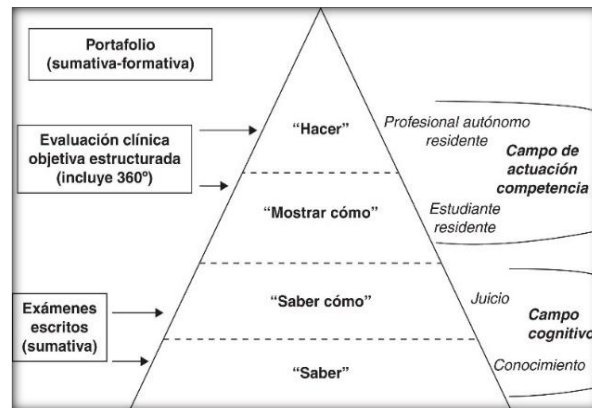 Portafolio
(sumativa-formativa)
Evaluación clínica
objetiva estructurada
(incluye 360º)
Exámenes
escritos
(sumativa)
“Hacer”
“Mostrar cómo”
“Saber cómo”
“Saber”
Profesional autónomo
residente
Estudiante
residente
Juicio
Conocimiento
Campo de
actuación
competencia
Campo
cognitivo